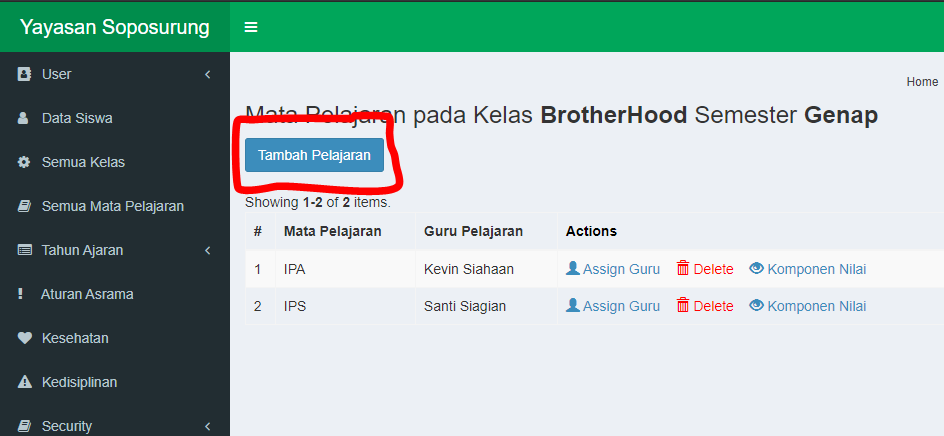 Yayasan Soposurung
User
Data Siswa
Semua Kelas
Semua Mata Pelajaran
Tahun Ajaran
Aturan Asrama
Kesehatan
Kedisiplinan
Security
Home
Mata Pelajaran pada Kelas BrotherHood Semester Genap
Tambah Pelajaran
Showing 1-2 of 2 items.
# Mata Pelajaran Guru Pelajaran Actions
1 IPA Kevin Siahaan Assign Guru Delete Komponen Nilai
2 IPS Santi Siagian Assign Guru Delete Komponen Nilai